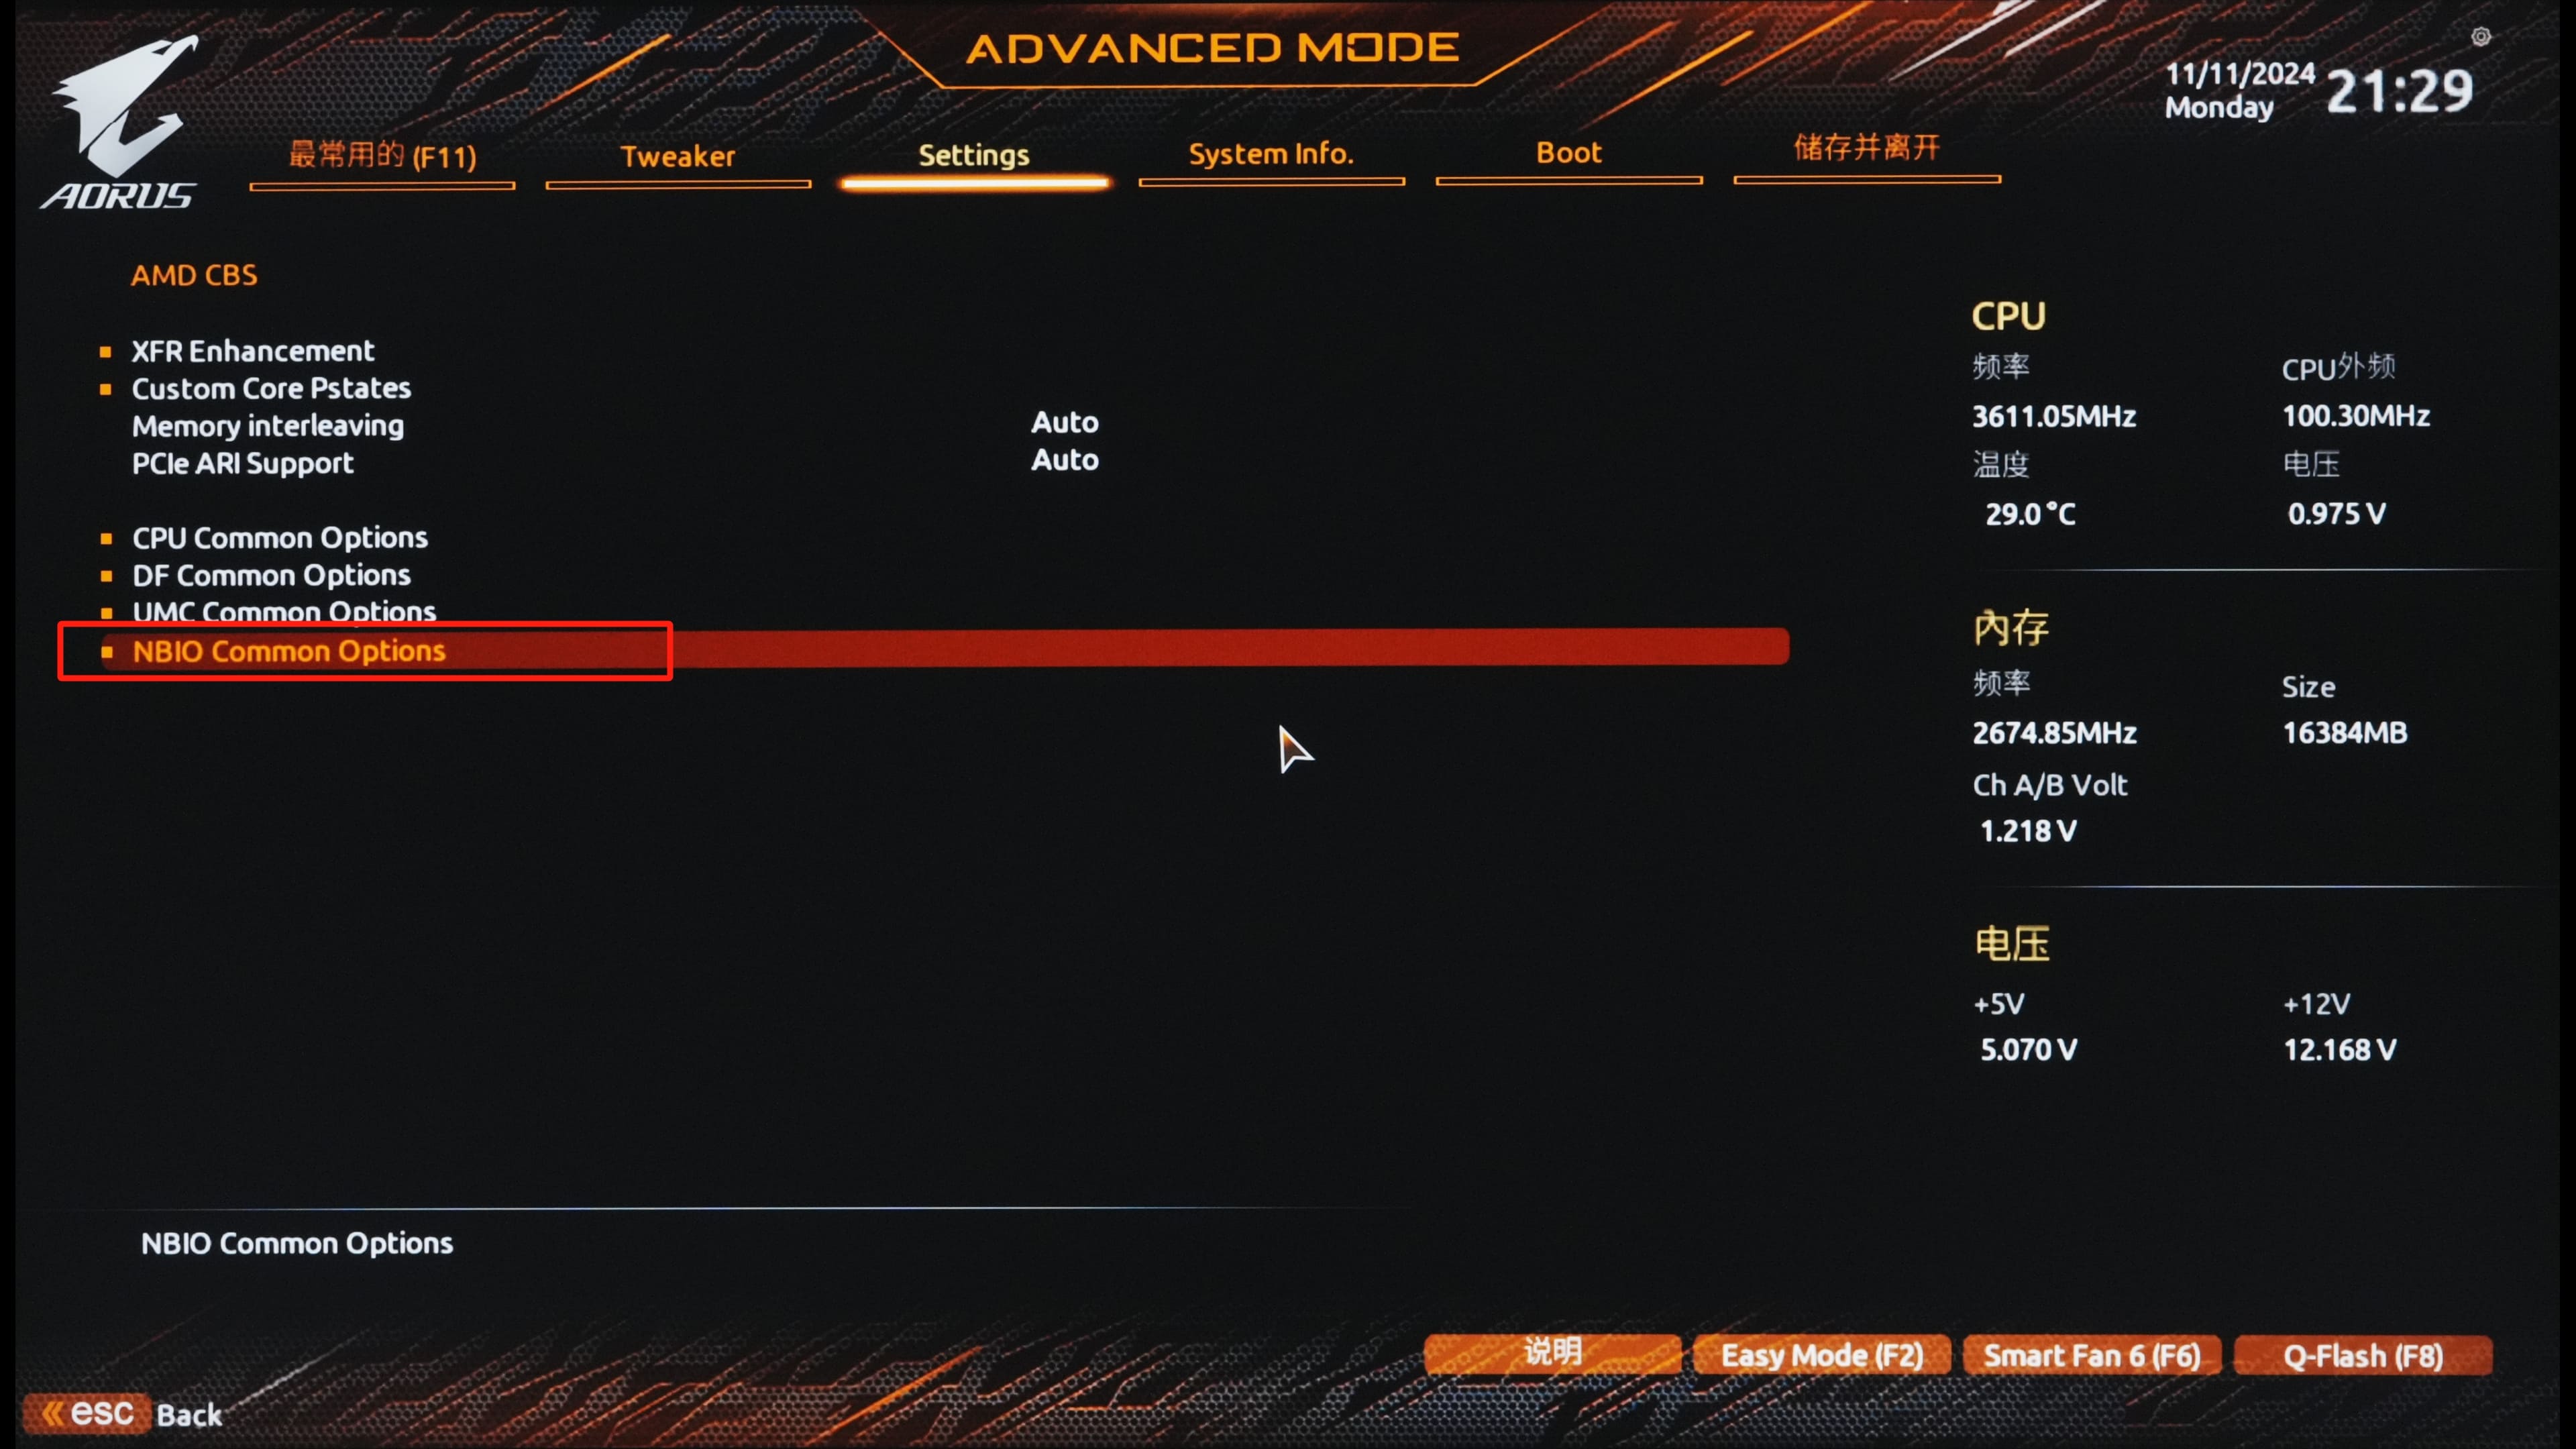 ADVANCED MODE
11/11/2024
Monday
21:29
AORUS
最常用的 (F11)
Tweaker
Settings
System Info.
Boot
储存并离开
AMD CBS
XFR Enhancement
Custom Core Pstates
Memory interleaving Auto
PCIe ARI Support Auto
CPU Common Options
DF Common Options
UMC Common Options
NBIO Common Options
CPU
频率 CPU外频
3611.05MHz 100.30MHz
温度 电压
29.0 °C 0.975 V
內存
频率 Size
2674.85MHz 16384MB
Ch A/B Volt
1.218 V
电压
+5V +12V
5.070 V 12.168 V
NBIO Common Options
说明
Easy Mode (F2)
Smart Fan 6 (F6)
Q-Flash (F8)
esc Back